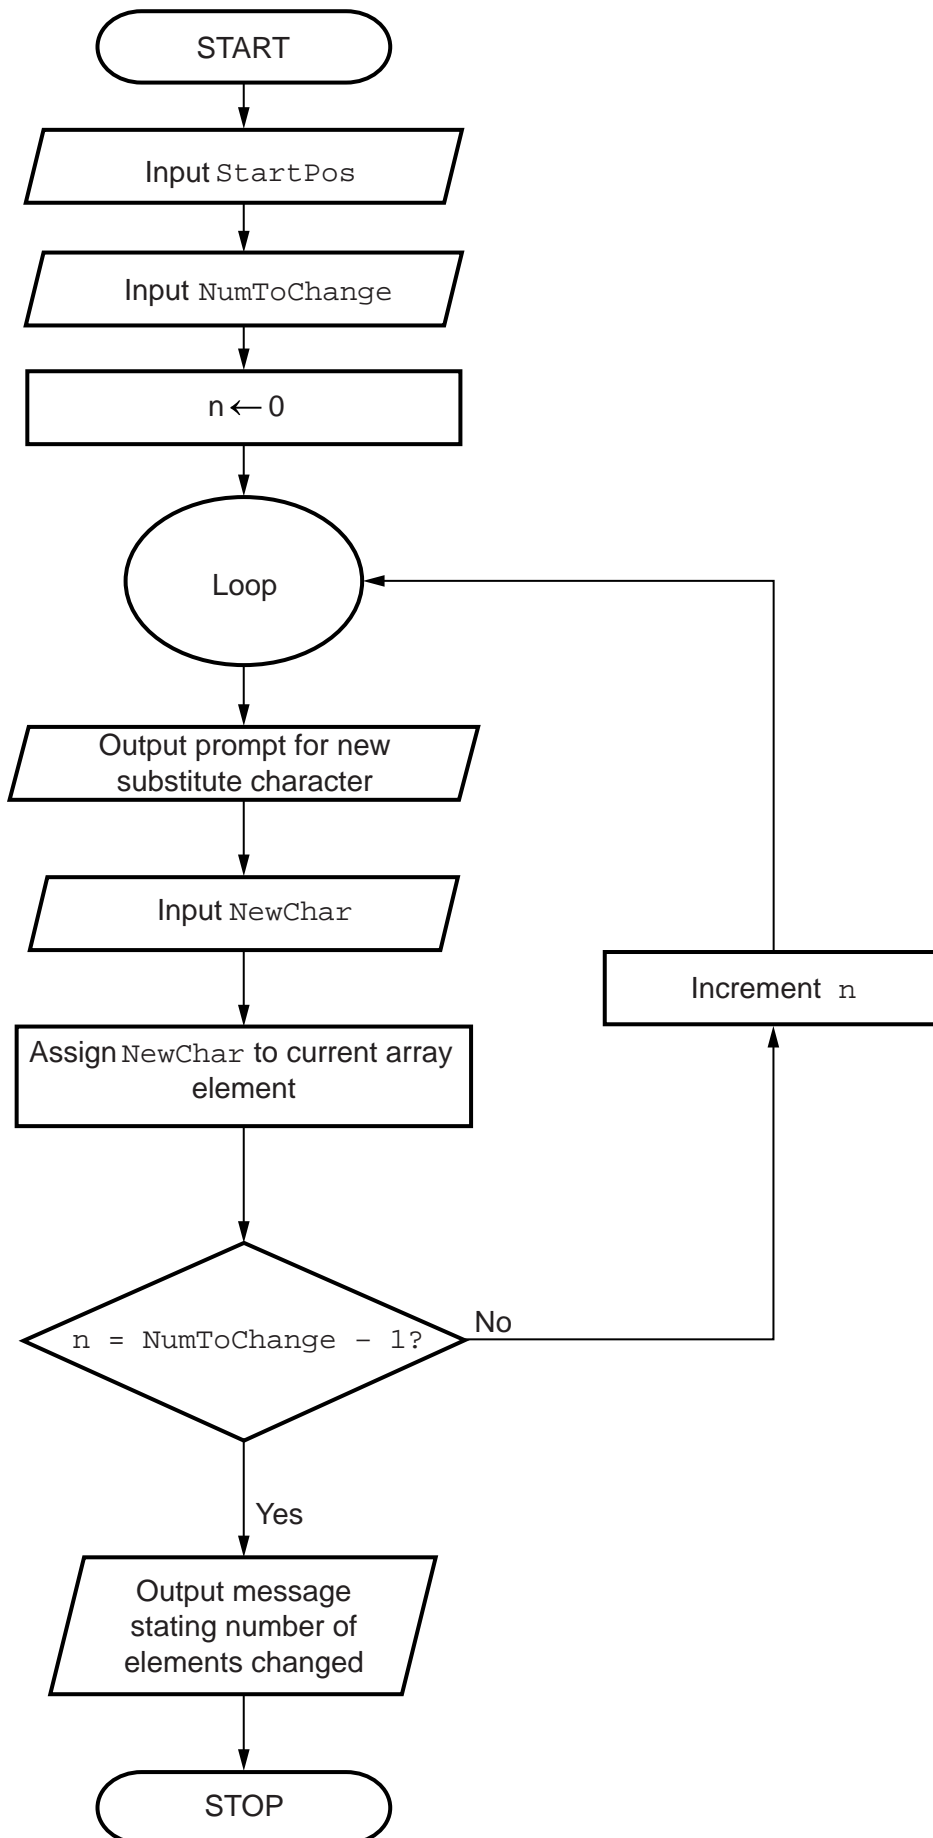 START
Input StartPos
Input NumToChange
n ← 0
Loop
Output prompt for new
substitute character
Input NewChar
Increment n
Assign NewChar to current array
element
n = NumToChange – 1?
No
Yes
Output message
stating number of
elements changed
STOP